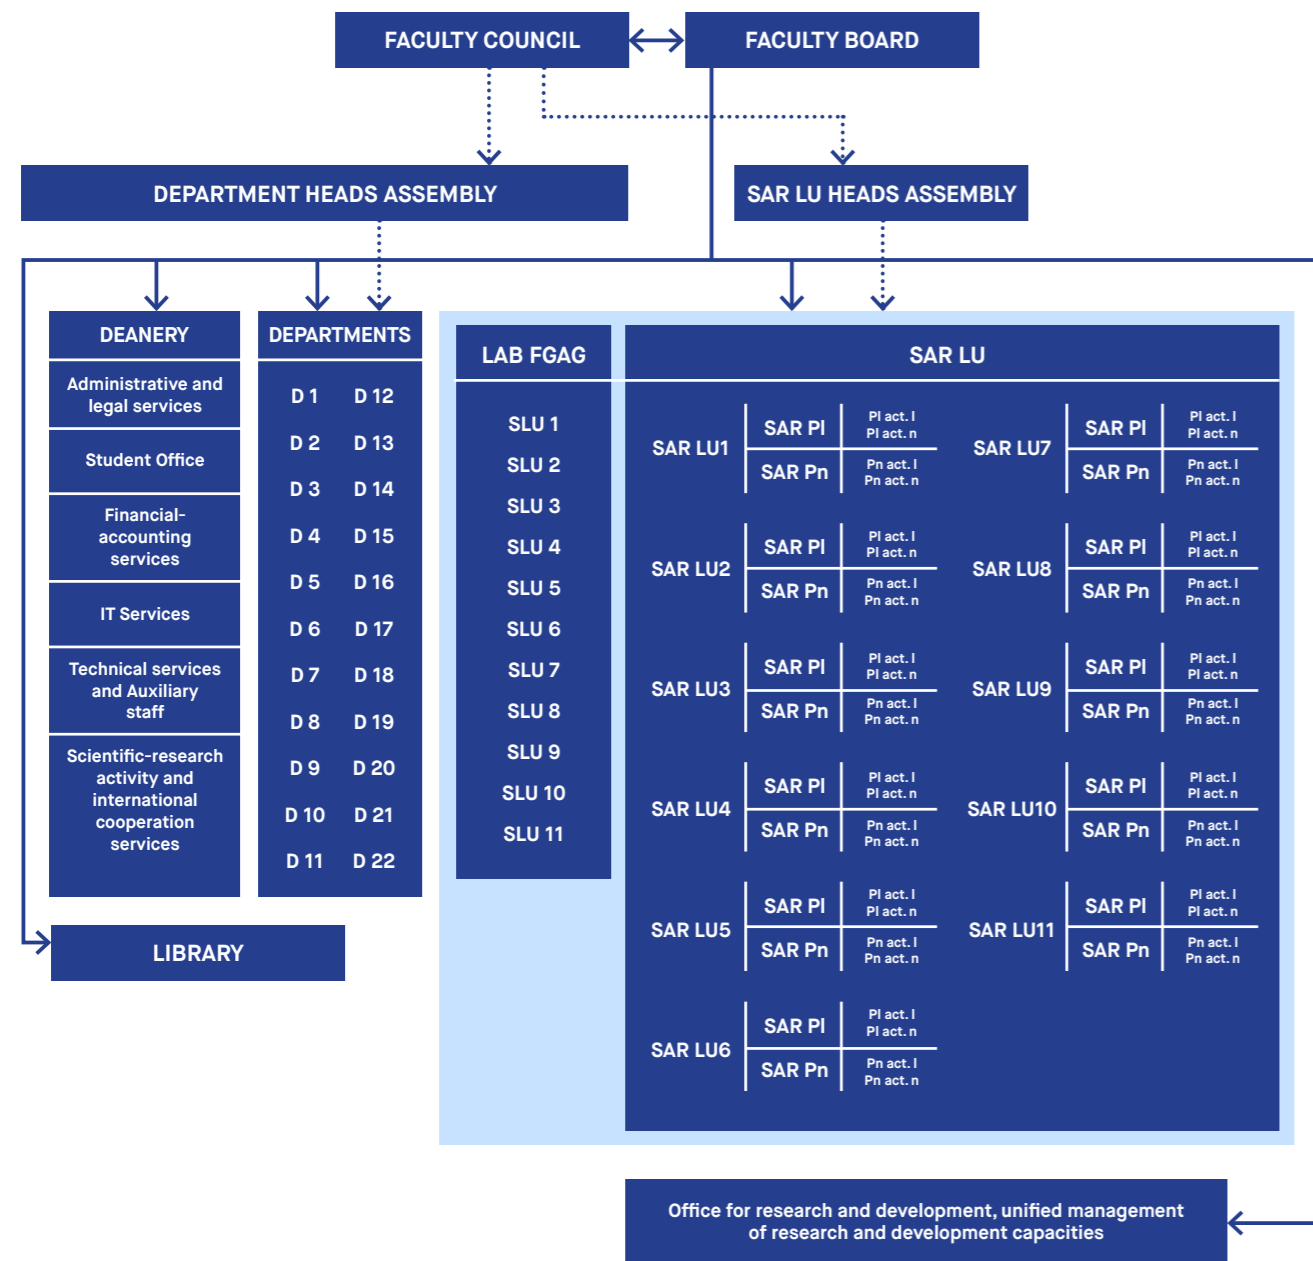 FACULTY COUNCIL
FACULTY BOARD
DEPARTMENT HEADS ASSEMBLY
SAR LU HEADS ASSEMBLY
DEANERY
Administrative and
legal services
Student Office
Financial-
accounting
services
IT Services
Technical services
and Auxiliary
staff
Scientific-research
activity and
international
cooperation
services
DEPARTMENTS
D 1 D 12
D 2 D 13
D 3 D 14
D 4 D 15
D 5 D 16
D 6 D 17
D 7 D 18
D 8 D 19
D 9 D 20
D 10 D 21
D 11 D 22
LIBRARY
LAB FGAG
SLU 1
SLU 2
SLU 3
SLU 4
SLU 5
SLU 6
SLU 7
SLU 8
SLU 9
SLU 10
SLU 11
SAR LU
SAR LU1
SAR Pl
Pl act. l
Pl act. n
SAR Pn
Pn act. l
Pn act. n
SAR LU2
SAR Pl
Pl act. l
Pl act. n
SAR Pn
Pn act. l
Pn act. n
SAR LU3
SAR Pl
Pl act. l
Pl act. n
SAR Pn
Pn act. l
Pn act. n
SAR LU4
SAR Pl
Pl act. l
Pl act. n
SAR Pn
Pn act. l
Pn act. n
SAR LU5
SAR Pl
Pl act. l
Pl act. n
SAR Pn
Pn act. l
Pn act. n
SAR LU6
SAR Pl
Pl act. l
Pl act. n
SAR Pn
Pn act. l
Pn act. n
SAR LU7
SAR Pl
Pl act. l
Pl act. n
SAR Pn
Pn act. l
Pn act. n
SAR LU8
SAR Pl
Pl act. l
Pl act. n
SAR Pn
Pn act. l
Pn act. n
SAR LU9
SAR Pl
Pl act. l
Pl act. n
SAR Pn
Pn act. l
Pn act. n
SAR LU10
SAR Pl
Pl act. l
Pl act. n
SAR Pn
Pn act. l
Pn act. n
SAR LU11
SAR Pl
Pl act. l
Pl act. n
SAR Pn
Pn act. l
Pn act. n
Office for research and development, unified management
of research and development capacities